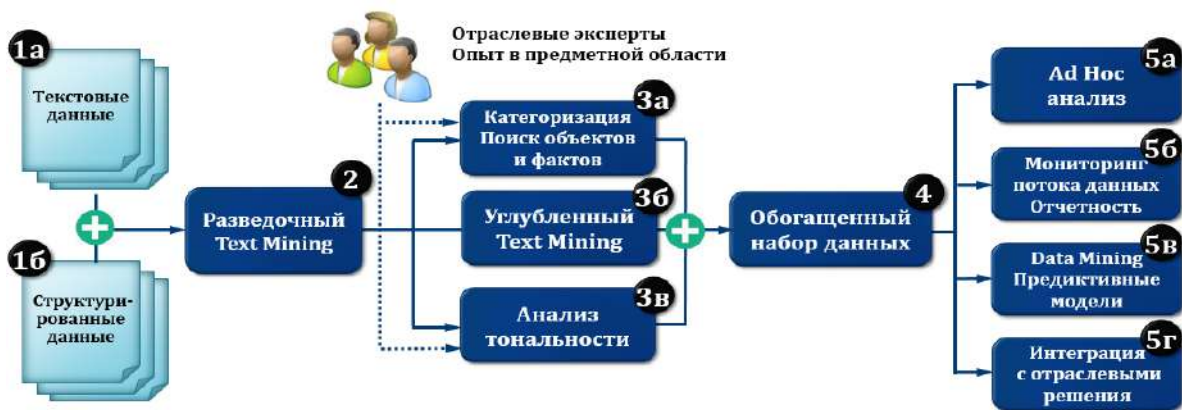 1а
Текстовые
данные
1б
Структури-
рованные
данные
2
Разведочный
Text Mining
Отраслевые эксперты
Опыт в предметной области
3а
Категоризация
Поиск объектов
и фактов
3б
Углубленный
Text Mining
3в
Анализ
тональности
4
Обогащенный
набор данных
5а
Ad Hoc
анализ
5б
Мониторинг
потока данных
Отчетность
5в
Data Mining
Предиктивные
модели
5г
Интеграция
с отраслевыми
решения